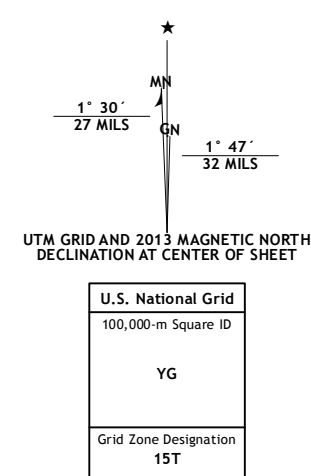 ★
MN
1° 30´
27 MILS
GN
1° 47´
32 MILS
UTM GRID AND 2013 MAGNETIC NORTH
DECLINATION AT CENTER OF SHEET
U.S. National Grid
100,000-m Square ID
YG
Grid Zone Designation
15T